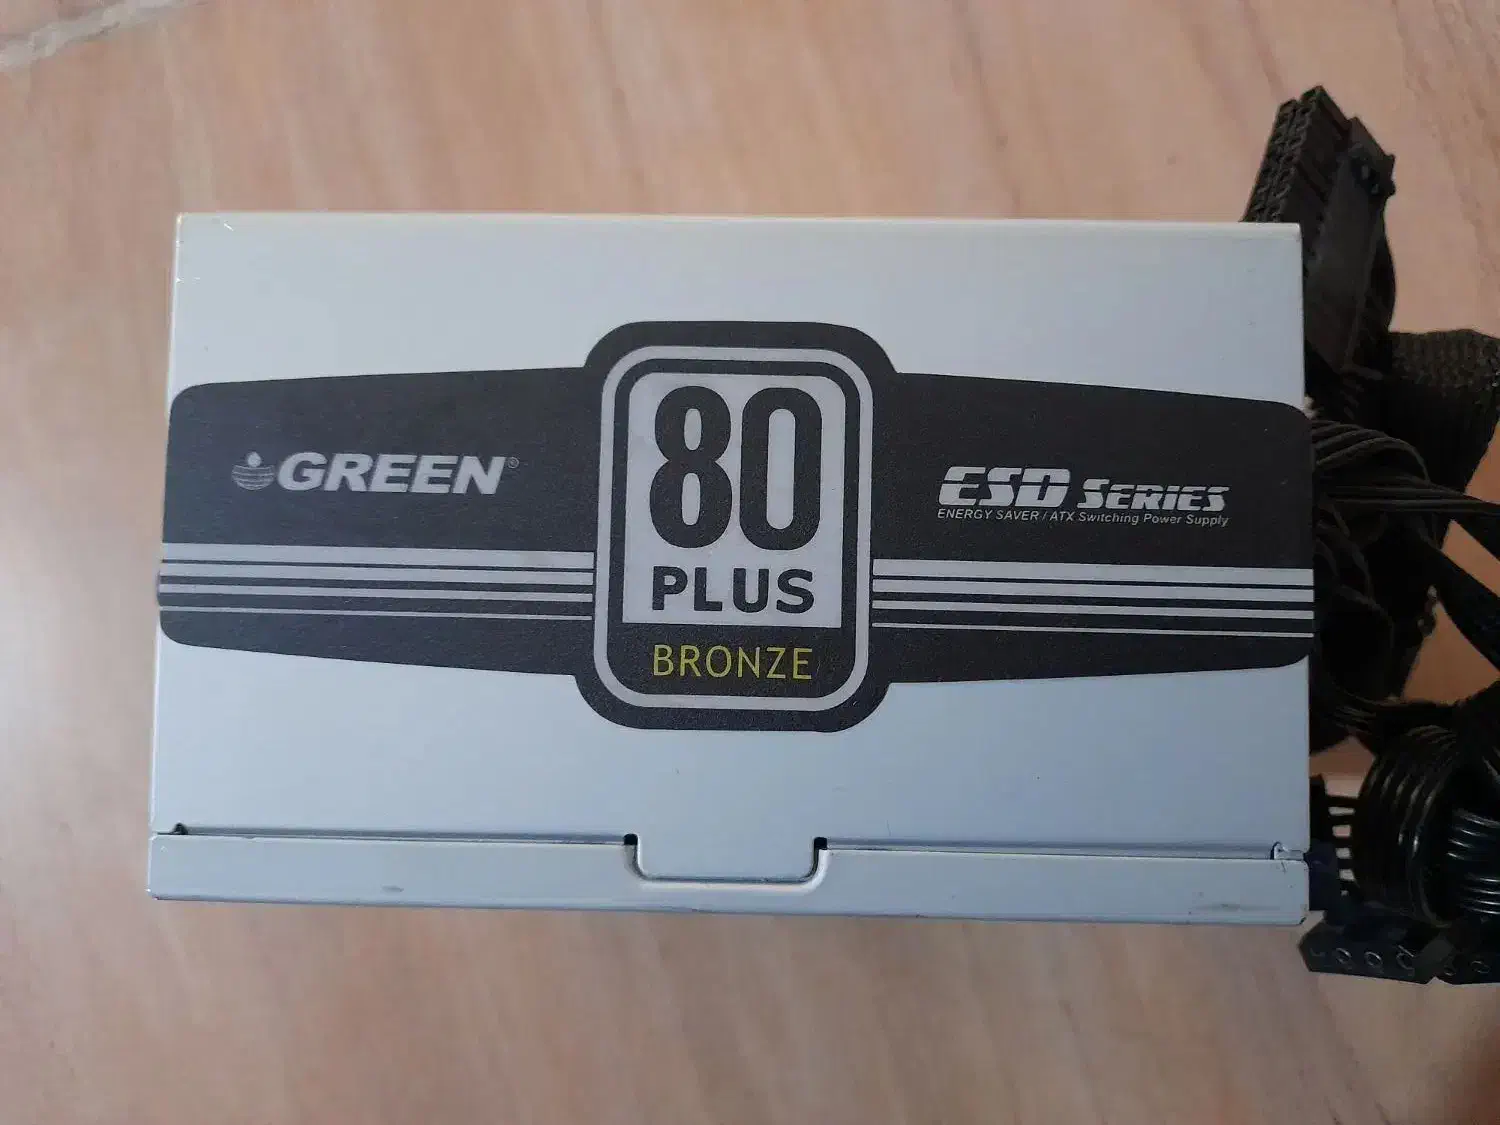 GREEN®
80
PLUS
BRONZE
ESD SERIES
ENERGY SAVER / ATX Switching Power Supply